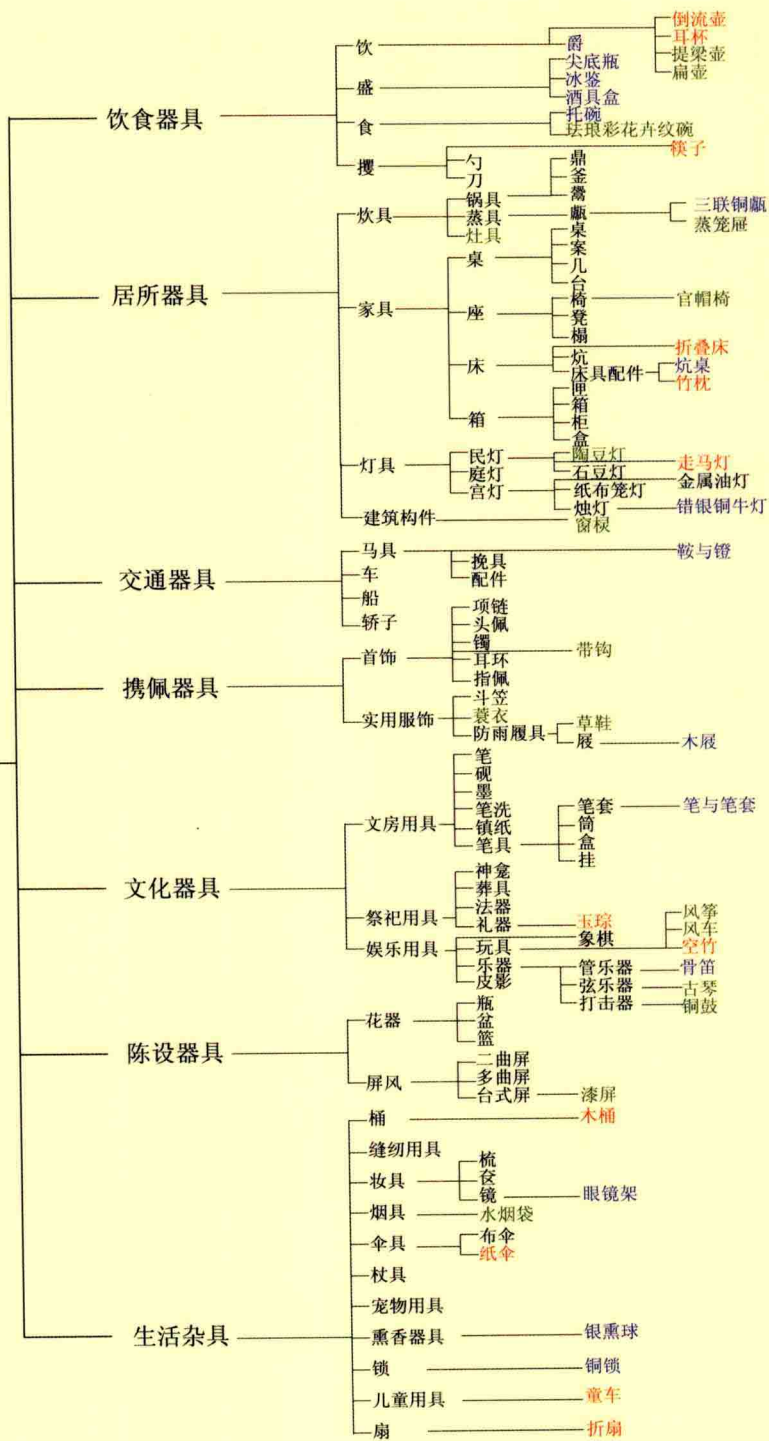 饮食器具
饮
倒流壶
耳杯
提梁壶
扁壶
爵
盛
尖底瓶
冰鉴
酒具盒
食
托碗
珐琅彩花卉纹碗
攫
筷子
勺
刀
居所器具
炊具
锅具
鼎
釜
鬶
蒸具
甗
三联铜甗
蒸笼屉
灶具
家具
桌
桌
案
几
台
座
椅
官帽椅
凳
榻
床
折叠床
炕
床具配件
炕桌
竹枕
箱
匣
箱
柜
盒
灯具
民灯
陶豆灯
走马灯
庭灯
石豆灯
宫灯
金属油灯
纸布笼灯
烛灯
错银铜牛灯
建筑构件
窗棂
交通器具
马具
鞍与镫
挽具
配件
车
船
轿子
携佩器具
首饰
项链
头佩
镯
带钩
耳环
指佩
实用服饰
斗笠
蓑衣
防雨履具
草鞋
屐
木屐
文化器具
文房用具
笔
砚
墨
笔洗
镇纸
笔具
笔套
笔与笔套
筒
盒
挂
祭祀用具
神龛
葬具
法器
礼器
玉琮
娱乐用具
象棋
玩具
风筝
风车
空竹
乐器
管乐器
骨笛
弦乐器
古琴
打击器
铜鼓
皮影
陈设器具
花器
瓶
盆
篮
屏风
二曲屏
多曲屏
台式屏
漆屏
生活杂具
桶
木桶
缝纫用具
妆具
梳
奁
镜
眼镜架
烟具
水烟袋
伞具
布伞
纸伞
杖具
宠物用具
熏香器具
银熏球
锁
铜锁
儿童用具
童车
扇
折扇